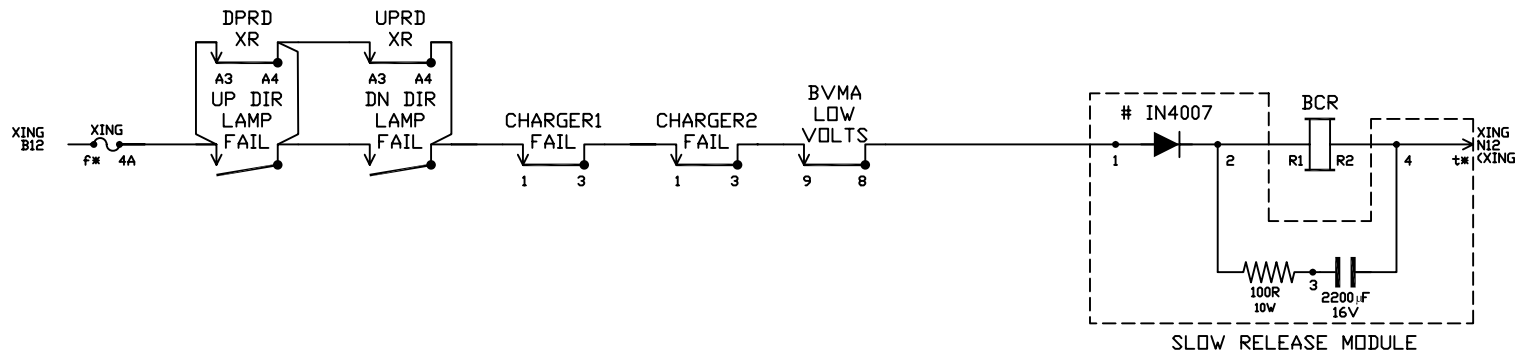 DPRD
XR
UPRD
XR
A3 A4
A3 A4
UP DIR
LAMP
FAIL
DN DIR
LAMP
FAIL
XING
B12
XING
f* 4A
CHARGER1
FAIL
1 3
CHARGER2
FAIL
1 3
BVMA
LOW
VOLTS
9 8
# IN4007
1
2
BCR
R1 R2
4
t*
XING
N12
(XING
100R
10W
3
2200µF
16V
SLOW RELEASE MODULE